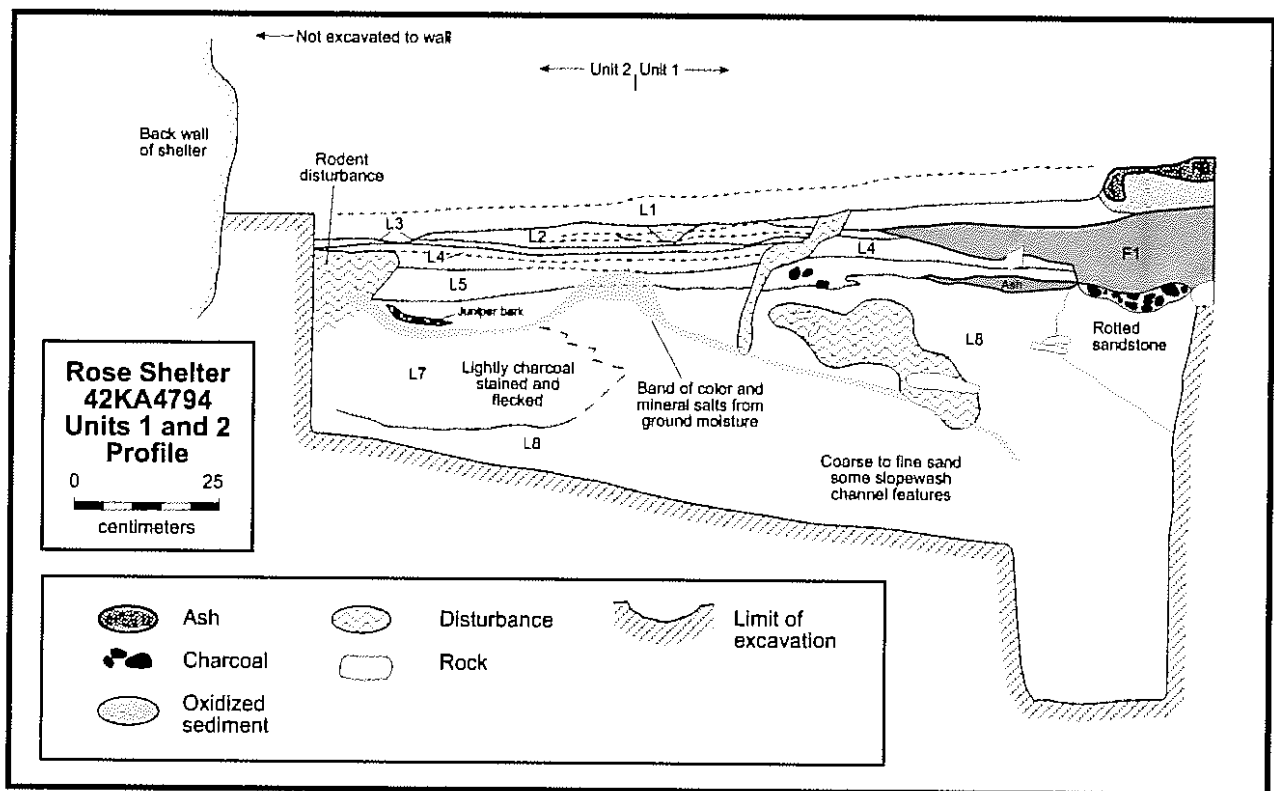 Not excavated to wall
Unit 2 Unit 1
Back wall
of shelter
Rodent
disturbance
L1
L3
L2
L4
L4
F1
L5
Ash
Juniper bark
L8
Rotted
sandstone
L7
Lightly charcoal
stained and
flecked
Band of color and
mineral salts from
ground moisture
L8
Coarse to fine sand
some slopewash
channel features
Rose Shelter
42KA4794
Units 1 and 2
Profile
0 25
centimeters
Ash
Charcoal
Oxidized
sediment
Disturbance
Rock
Limit of
excavation